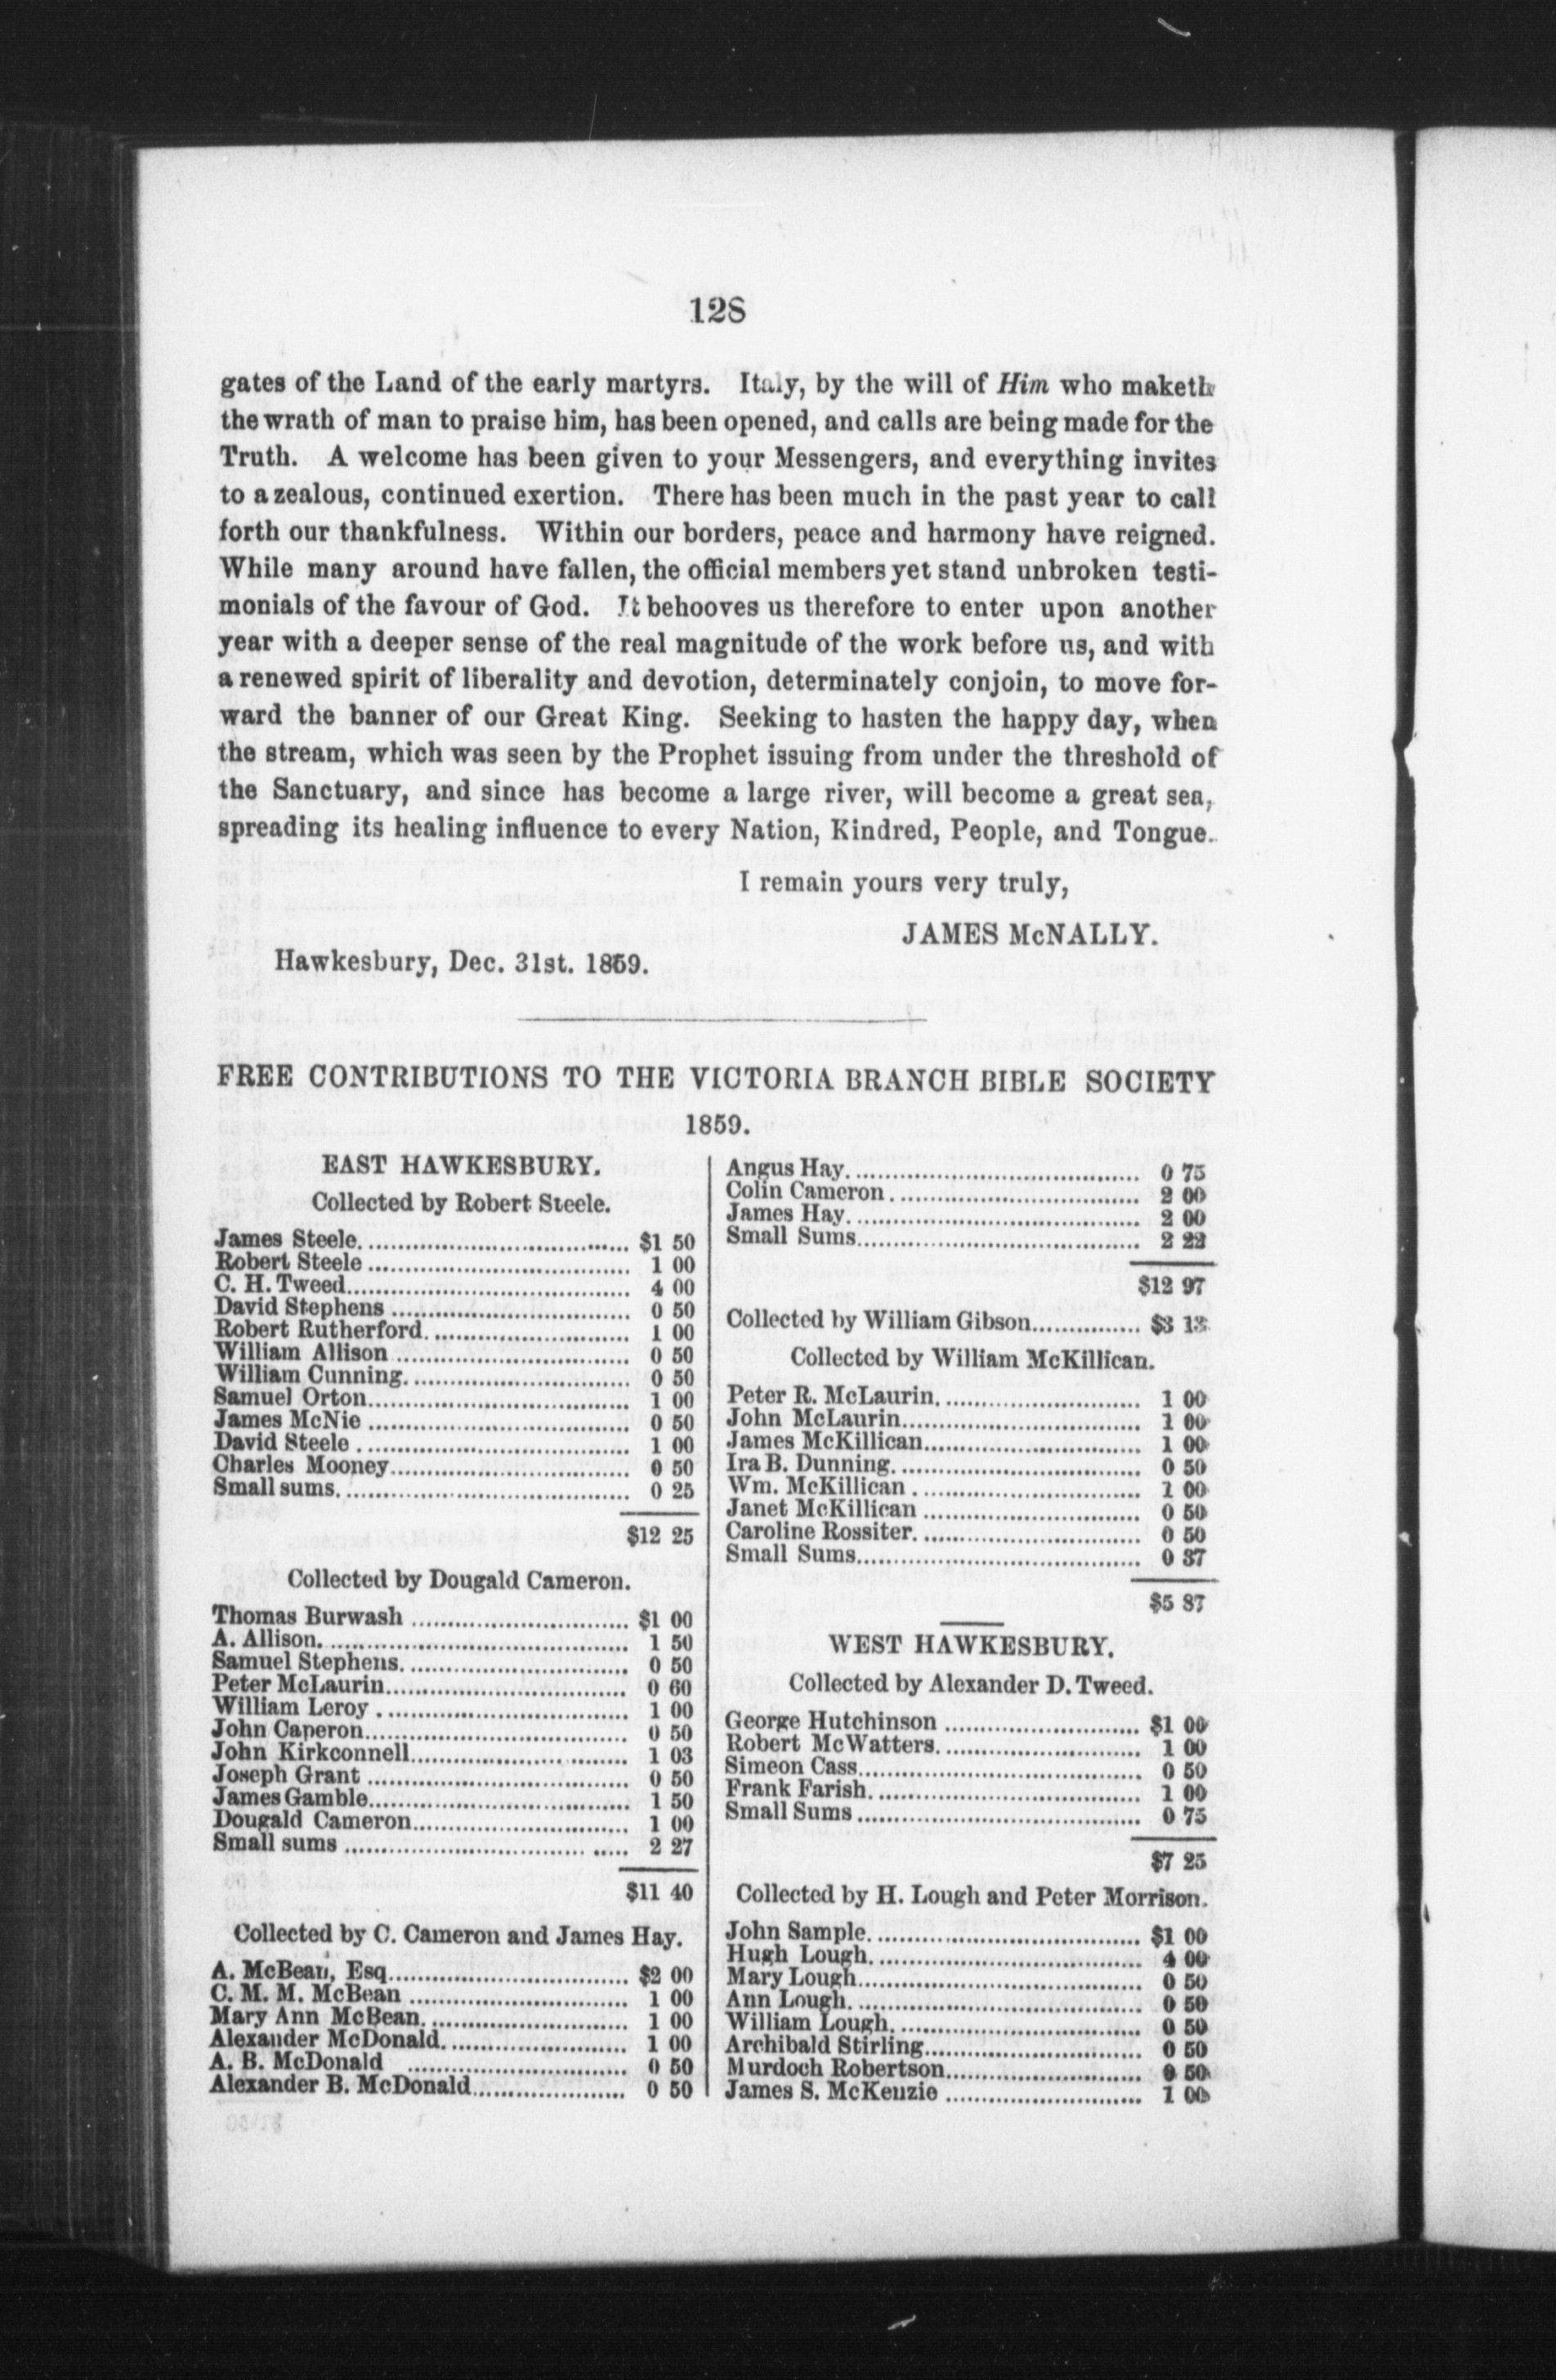 128
gates of the Land of the early martyrs. Italy, by the will of Him who maketh
the wrath of man to praise him, has been opened, and calls are being made for the
Truth. A welcome has been given to your Messengers, and everything invites
to a zealous, continued exertion. There has been much in the past year to call
forth our thankfulness. Within our borders, peace and harmony have reigned.
While many around have fallen, the official members yet stand unbroken testi-
monials of the favour of God. It behooves us therefore to enter upon another
year with a deeper sense of the real magnitude of the work before us, and with
a renewed spirit of liberality and devotion, determinately conjoin, to move for-
ward the banner of our Great King. Seeking to hasten the happy day, when
the stream, which was seen by the Prophet issuing from under the threshold of
the Sanctuary, and since has become a large river, will become a great sea,
spreading its healing influence to every Nation, Kindred, People, and Tongue.
I remain yours very truly,
JAMES McNALLY.
Hawkesbury, Dec. 31st. 1859.
FREE CONTRIBUTIONS TO THE VICTORIA BRANCH BIBLE SOCIETY
1859.
EAST HAWKESBURY.
Collected by Robert Steele.
James Steele. $1 50
Robert Steele 1 00
C. H. Tweed 4 00
David Stephens 0 50
Robert Rutherford. 1 00
William Allison 0 50
William Cunning. 0 50
Samuel Orton 1 00
James McNie 0 50
David Steele 1 00
Charles Mooney 0 50
Small sums. 0 25
$12 25
Collected by Dougald Cameron.
Thomas Burwash $1 00
A. Allison. 1 50
Samuel Stephens. 0 50
Peter McLaurin 0 60
William Leroy 1 00
John Caperon 0 50
John Kirkconnell 1 03
Joseph Grant 0 50
James Gamble 1 50
Dougald Cameron 1 00
Small sums 2 27
$11 40
Collected by C. Cameron and James Hay.
A. McBean, Esq $2 00
C. M. M. McBean 1 00
Mary Ann McBean. 1 00
Alexander McDonald. 1 00
A. B. McDonald 0 50
Alexander B. McDonald 0 50
Angus Hay. 0 75
Colin Cameron 2 00
James Hay. 2 00
Small Sums 2 22
$12 97
Collected by William Gibson $3 13
Collected by William McKillican.
Peter R. McLaurin. 1 00
John McLaurin 1 00
James McKillican 1 00
Ira B. Dunning. 0 50
Wm. McKillican 1 00
Janet McKillican 0 50
Caroline Rossiter. 0 50
Small Sums 0 37
$5 87
WEST HAWKESBURY.
Collected by Alexander D. Tweed.
George Hutchinson $1 00
Robert McWatters. 1 00
Simeon Cass 0 50
Frank Farish. 1 00
Small Sums 0 75
$7 25
Collected by H. Lough and Peter Morrison.
John Sample. $1 00
Hugh Lough. 4 00
Mary Lough 0 50
Ann Lough. 0 50
William Lough. 0 50
Archibald Stirling 0 50
Murdoch Robertson 0 50
James S. McKenzie 1 00